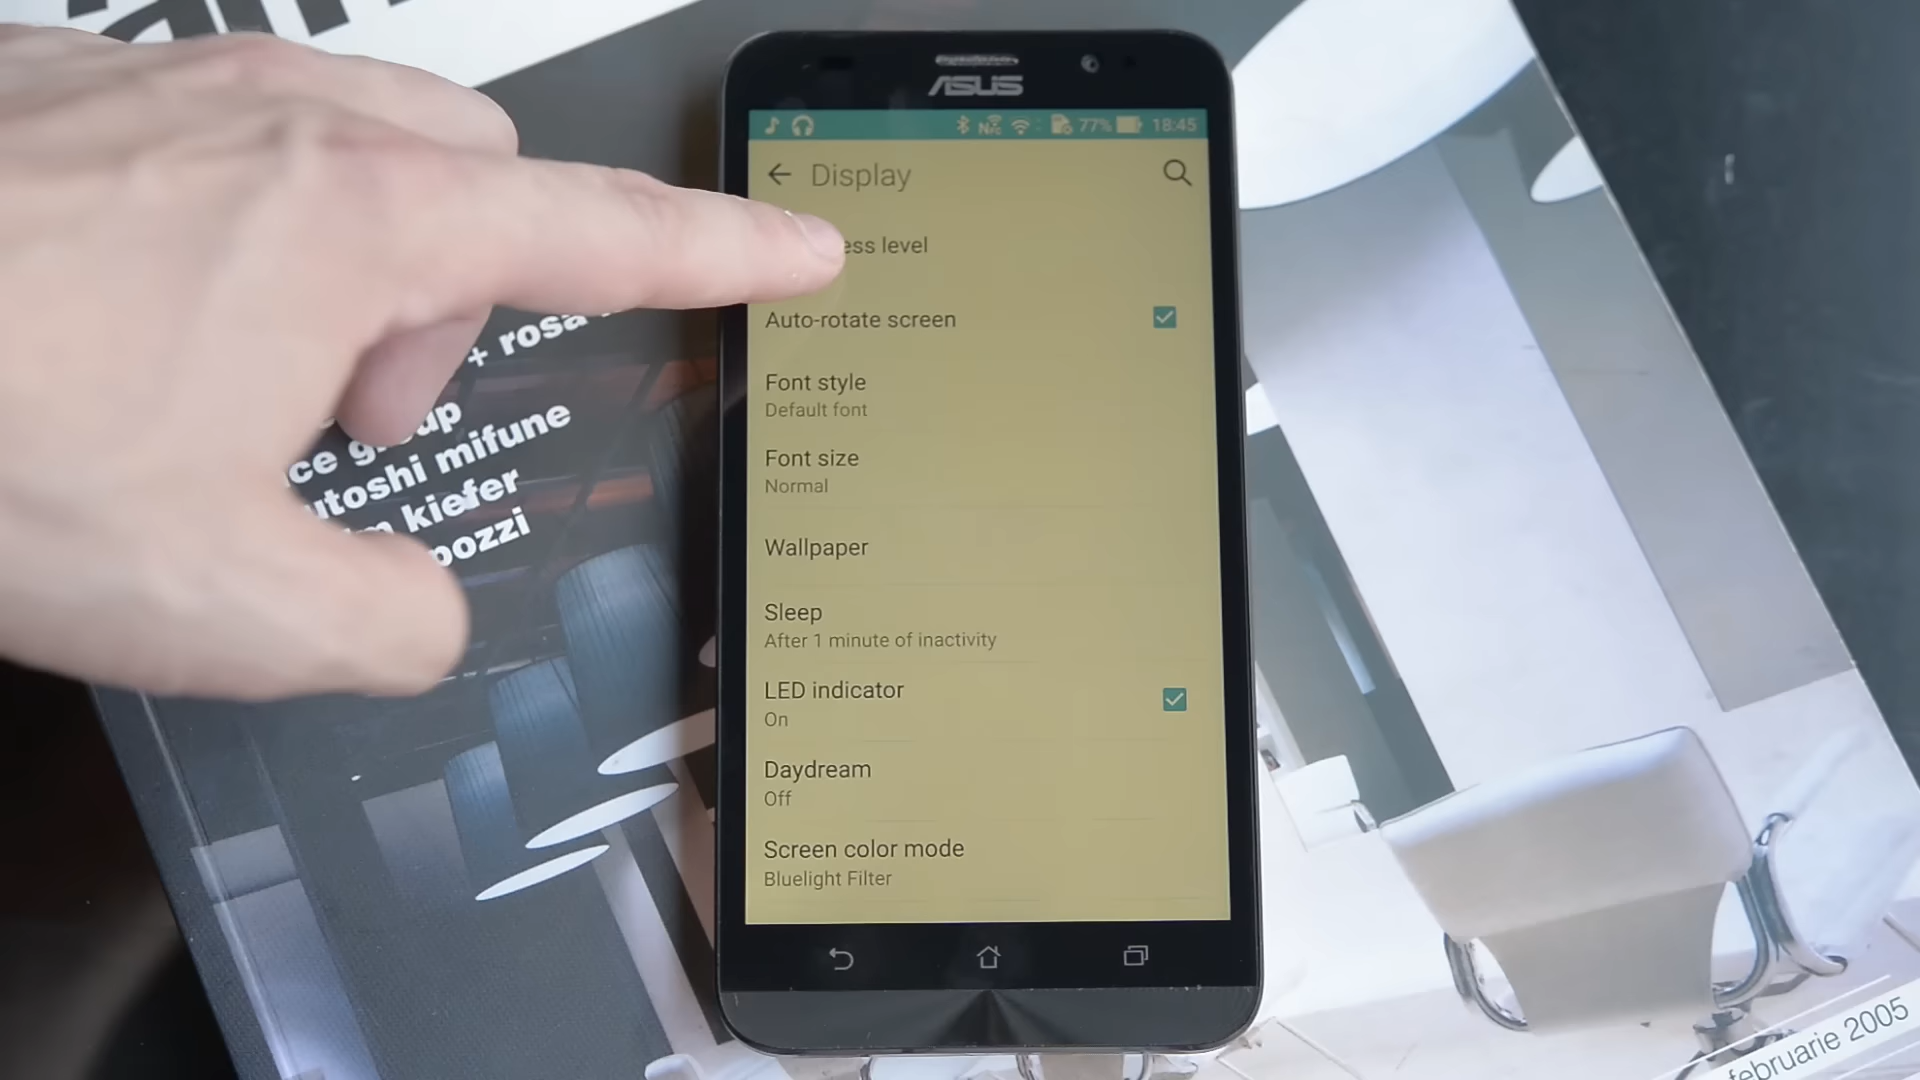 ASUS
77% 18:45
Display
ess level
Auto-rotate screen
Font style
Default font
Font size
Normal
Wallpaper
Sleep
After 1 minute of inactivity
LED indicator
On
Daydream
Off
Screen color mode
Bluelight Filter
+ rosa
ce
utoshi mifune
kiefer
pozzi
februarie 2005